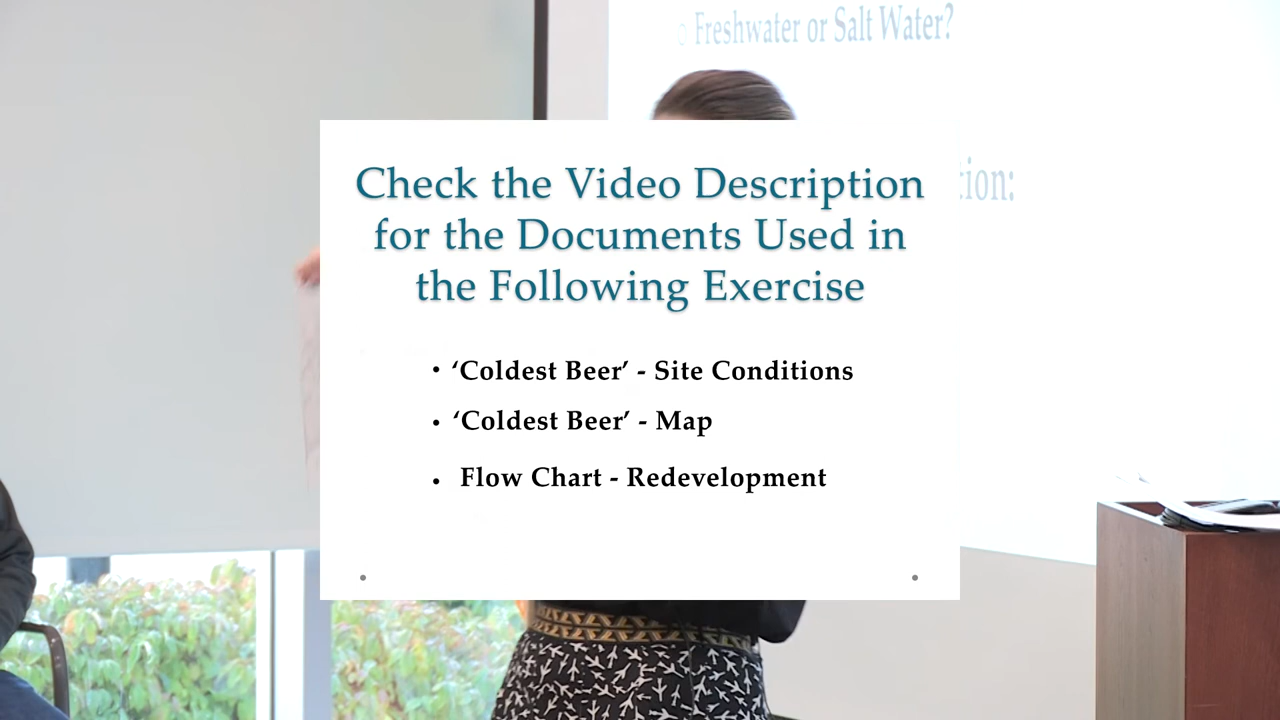 Freshwater or Salt Water?
Check the Video Description
for the Documents Used in
the Following Exercise
• ‘Coldest Beer’ - Site Conditions
• ‘Coldest Beer’ - Map
• Flow Chart - Redevelopment